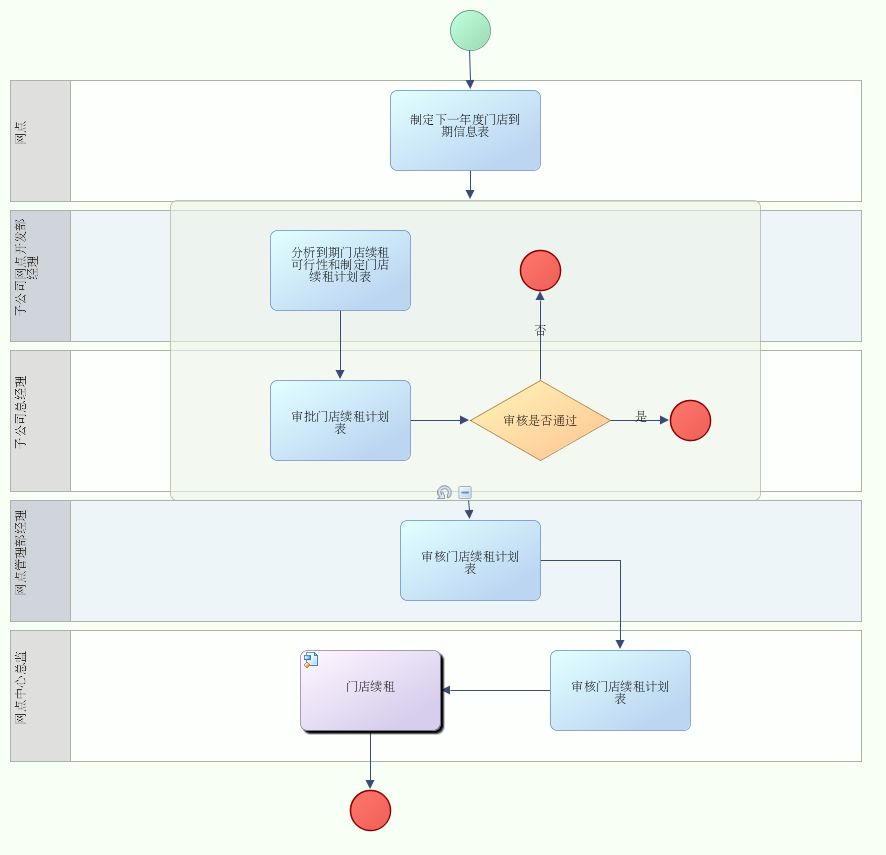 网点
制定下一年度门店到
期信息表
子公司网点开发部
经理
分析到期门店续租
可行性和制定门店
续租计划表
否
子公司总经理
审批门店续租计划
表
审核是否通过
是
网点管理部经理
审核门店续租计划
表
网点中心总监
门店续租
审核门店续租计划
表